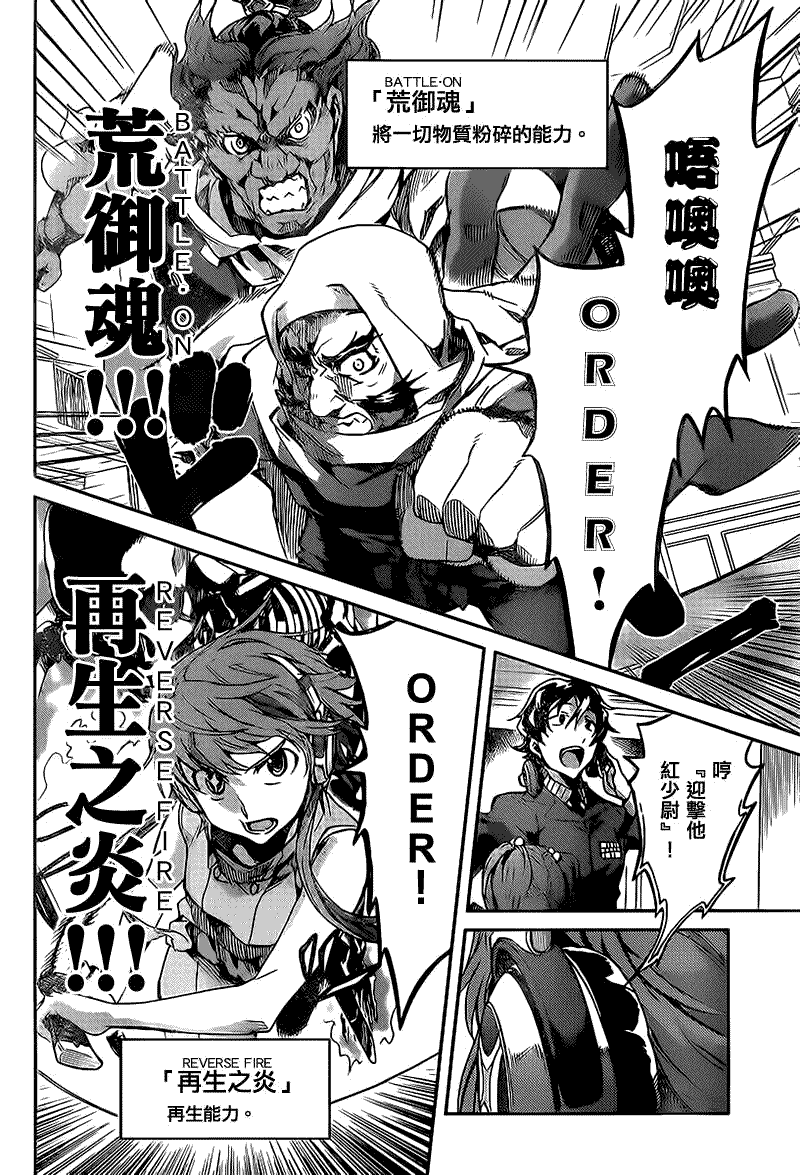 唔噢噢
ORDER!
BATTLE·ON
「荒御魂」
將一切物質粉碎的能力。
BATTLE·ON
荒御魂!!!
哼
『迎擊他
紅少尉』!
ORDER!
REVERSE FIRE
再生之炎!!!
REVERSE FIRE
「再生之炎」
再生能力。